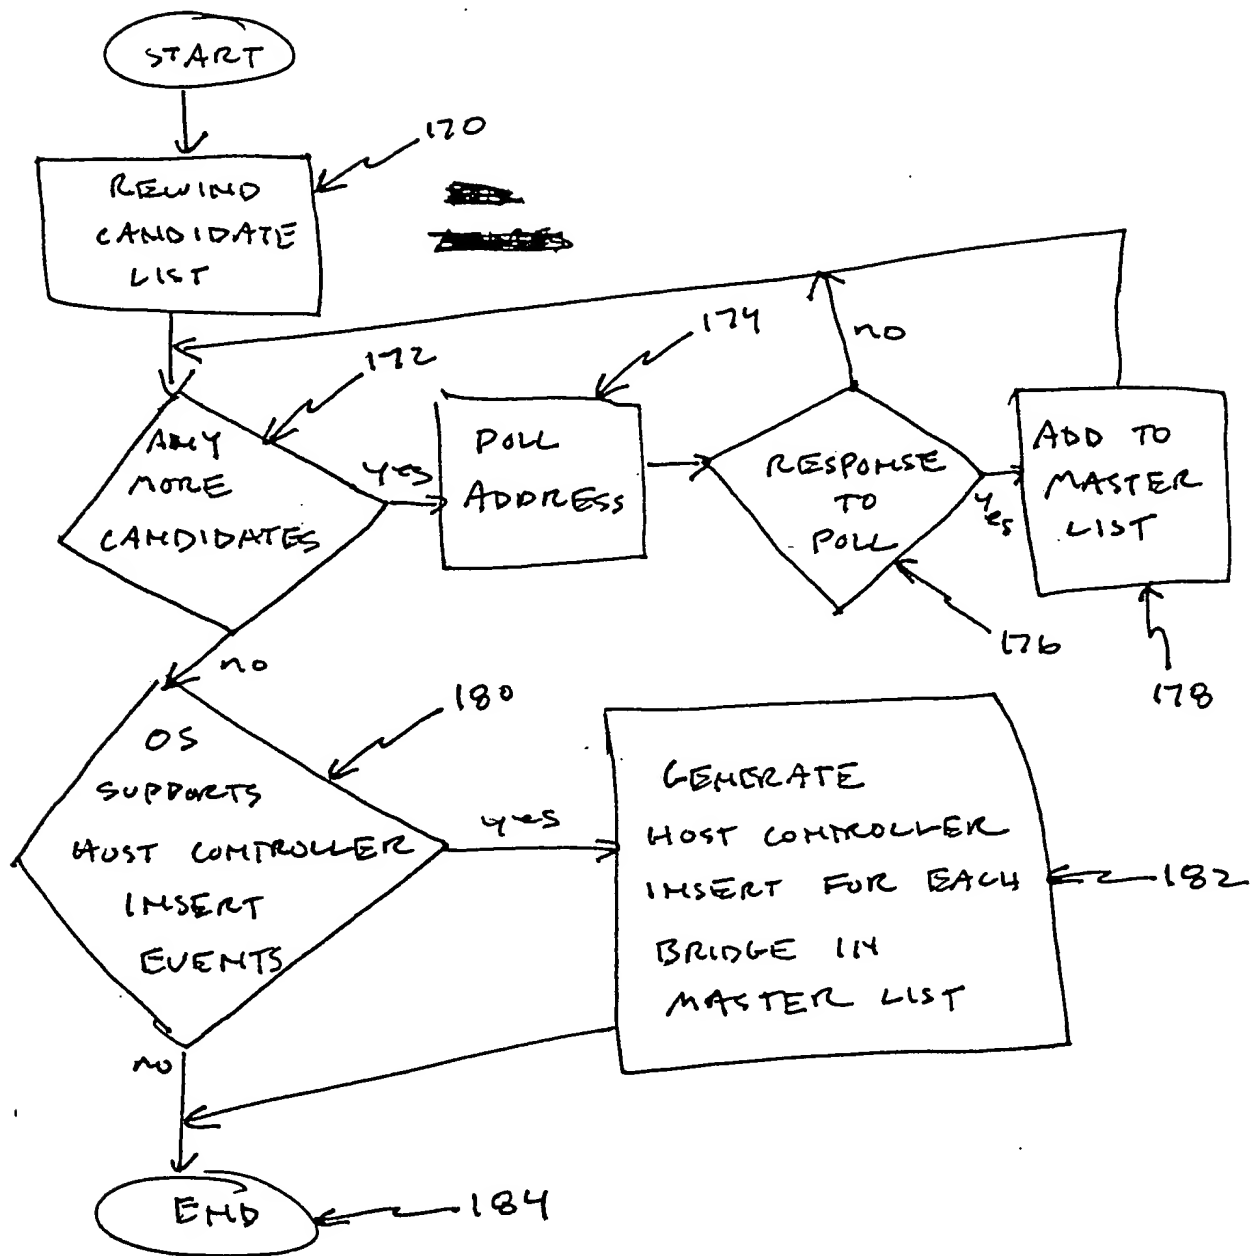 START
170
REWIND
CANDIDATE
LIST
172
ANY
MORE
CANDIDATES
yes
no
174
POLL
ADDRESS
RESPONSE
TO
POLL
no
yes
176
ADD TO
MASTER
LIST
178
180
OS
SUPPORTS
HOST CONTROLLER
INSERT
EVENTS
yes
no
GENERATE
HOST CONTROLLER
INSERT FOR EACH
BRIDGE IN
MASTER LIST
182
END
184